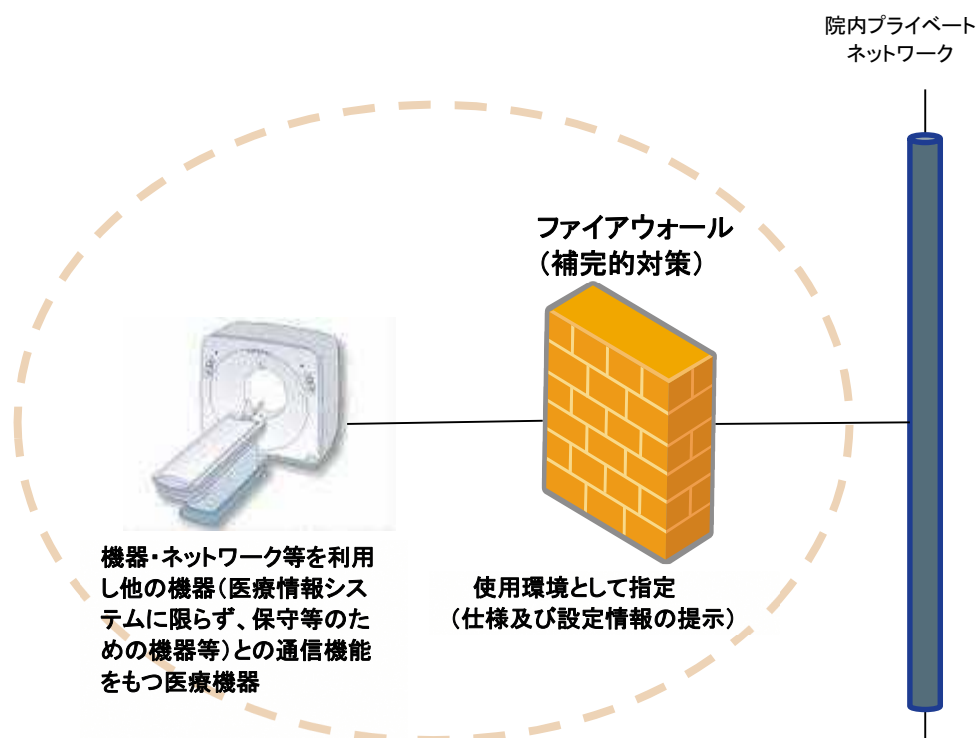 院内プライベート
ネットワーク
ファイアウォール
（補完的対策）
機器・ネットワーク等を利用
し他の機器（医療情報シス
テムに限らず、保守等のた
めの機器等）との通信機能
をもつ医療機器
使用環境として指定
（仕様及び設定情報の提示）